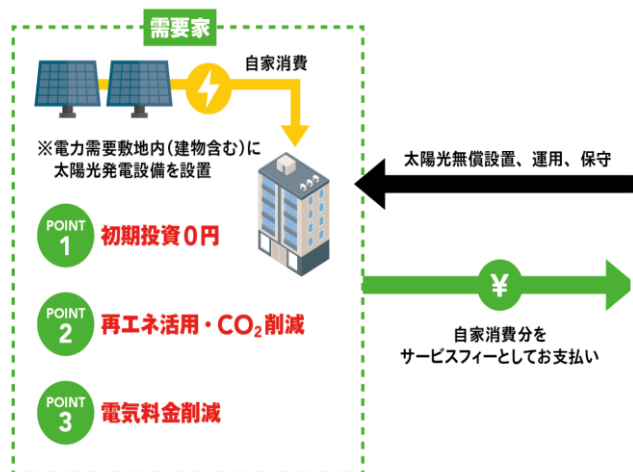 需要家
自家消費
※電力需要敷地内(建物含む)に
太陽光発電設備を設置
太陽光無償設置、運用、保守
POINT
1
初期投資0円
¥
自家消費分を
サービスフィーとしてお支払い
POINT
2
再エネ活用・CO₂削減
POINT
3
電気料金削減